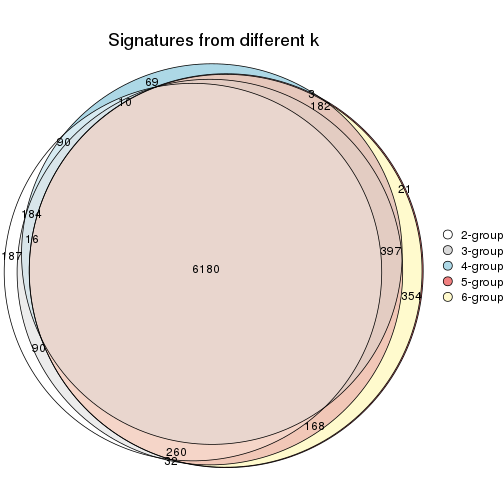 Signatures from different k
69
3
10
182
90
21
184
16
397
187
2-group
3-group
4-group
5-group
6-group
6180
354
90
168
260
32